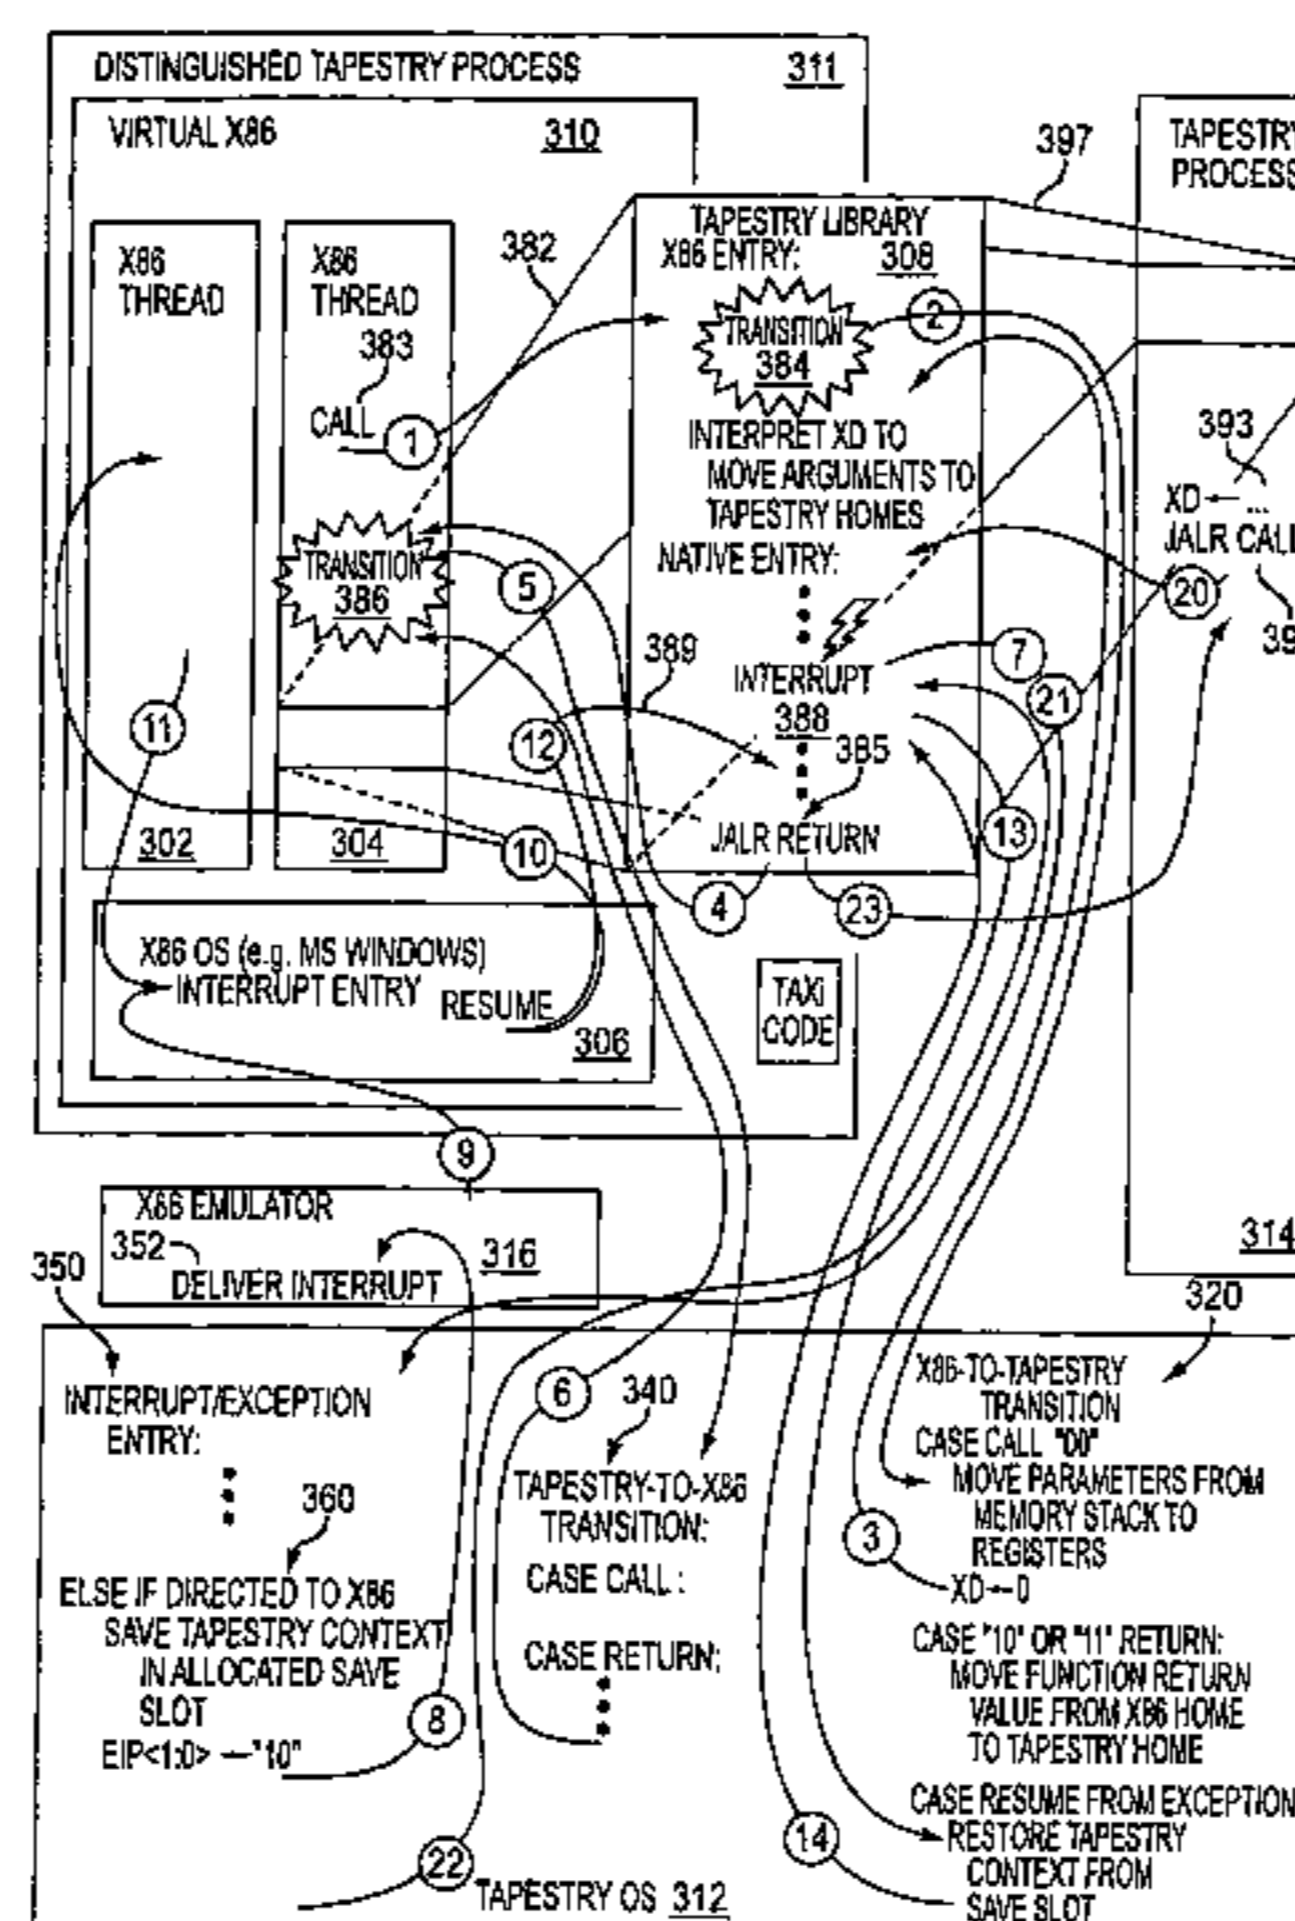 DISTINGUISHED TAPESTRY PROCESS 311
VIRTUAL X86 310
X86
THREAD
302
X86
THREAD
383
CALL
1
382
TRANSITION
386
304
5
389
12
10
11
397
TAPESTRY LIBRARY
X86 ENTRY: 308
TRANSITION
384
2
INTERPRET XD TO
MOVE ARGUMENTS TO
TAPESTRY HOMES
NATIVE ENTRY:
INTERRUPT
388
385
JALR RETURN
7
21
13
4
23
TAPESTRY
PROCESS
393
XD ← ...
JALR CALL
20
314
X86 OS (e.g. MS WINDOWS)
INTERRUPT ENTRY
RESUME
306
TAXi
CODE
9
X86 EMULATOR
352
DELIVER INTERRUPT
316
350
INTERRUPT/EXCEPTION
ENTRY:
360
ELSE IF DIRECTED TO X86
SAVE TAPESTRY CONTEXT
IN ALLOCATED SAVE
SLOT
EIP<1:0> ← "10"
8
22
6
340
TAPESTRY-TO-X86
TRANSITION:
CASE CALL :
CASE RETURN:
TAPESTRY OS 312
320
X86-TO-TAPESTRY
TRANSITION
CASE CALL "00"
MOVE PARAMETERS FROM
MEMORY STACK TO
REGISTERS
3
XD ← 0
CASE "10" OR "11" RETURN:
MOVE FUNCTION RETURN
VALUE FROM X86 HOME
TO TAPESTRY HOME
CASE RESUME FROM EXCEPTION
RESTORE TAPESTRY
CONTEXT FROM
SAVE SLOT
14